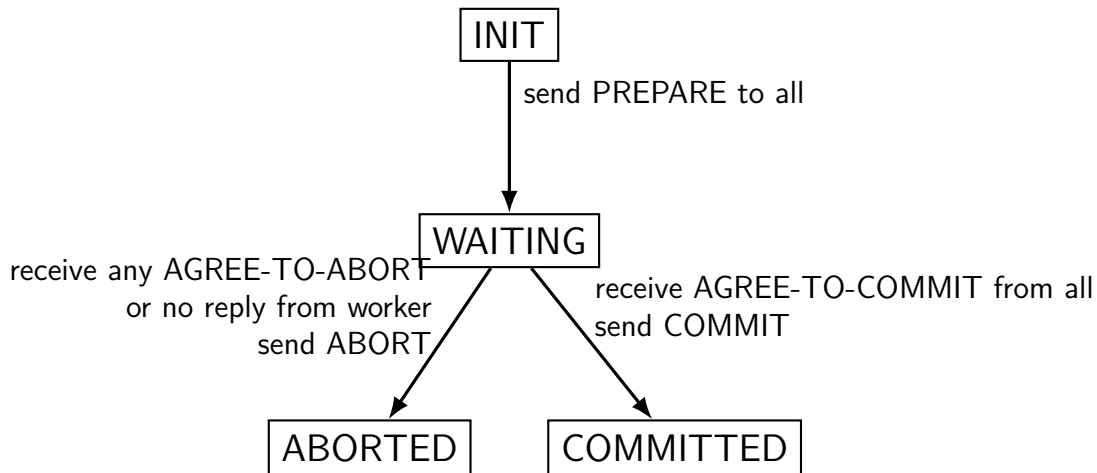 INIT
send PREPARE to all
WAITING
receive any AGREE-TO-ABORT
or no reply from worker
send ABORT
receive AGREE-TO-COMMIT from all
send COMMIT
ABORTED
COMMITTED